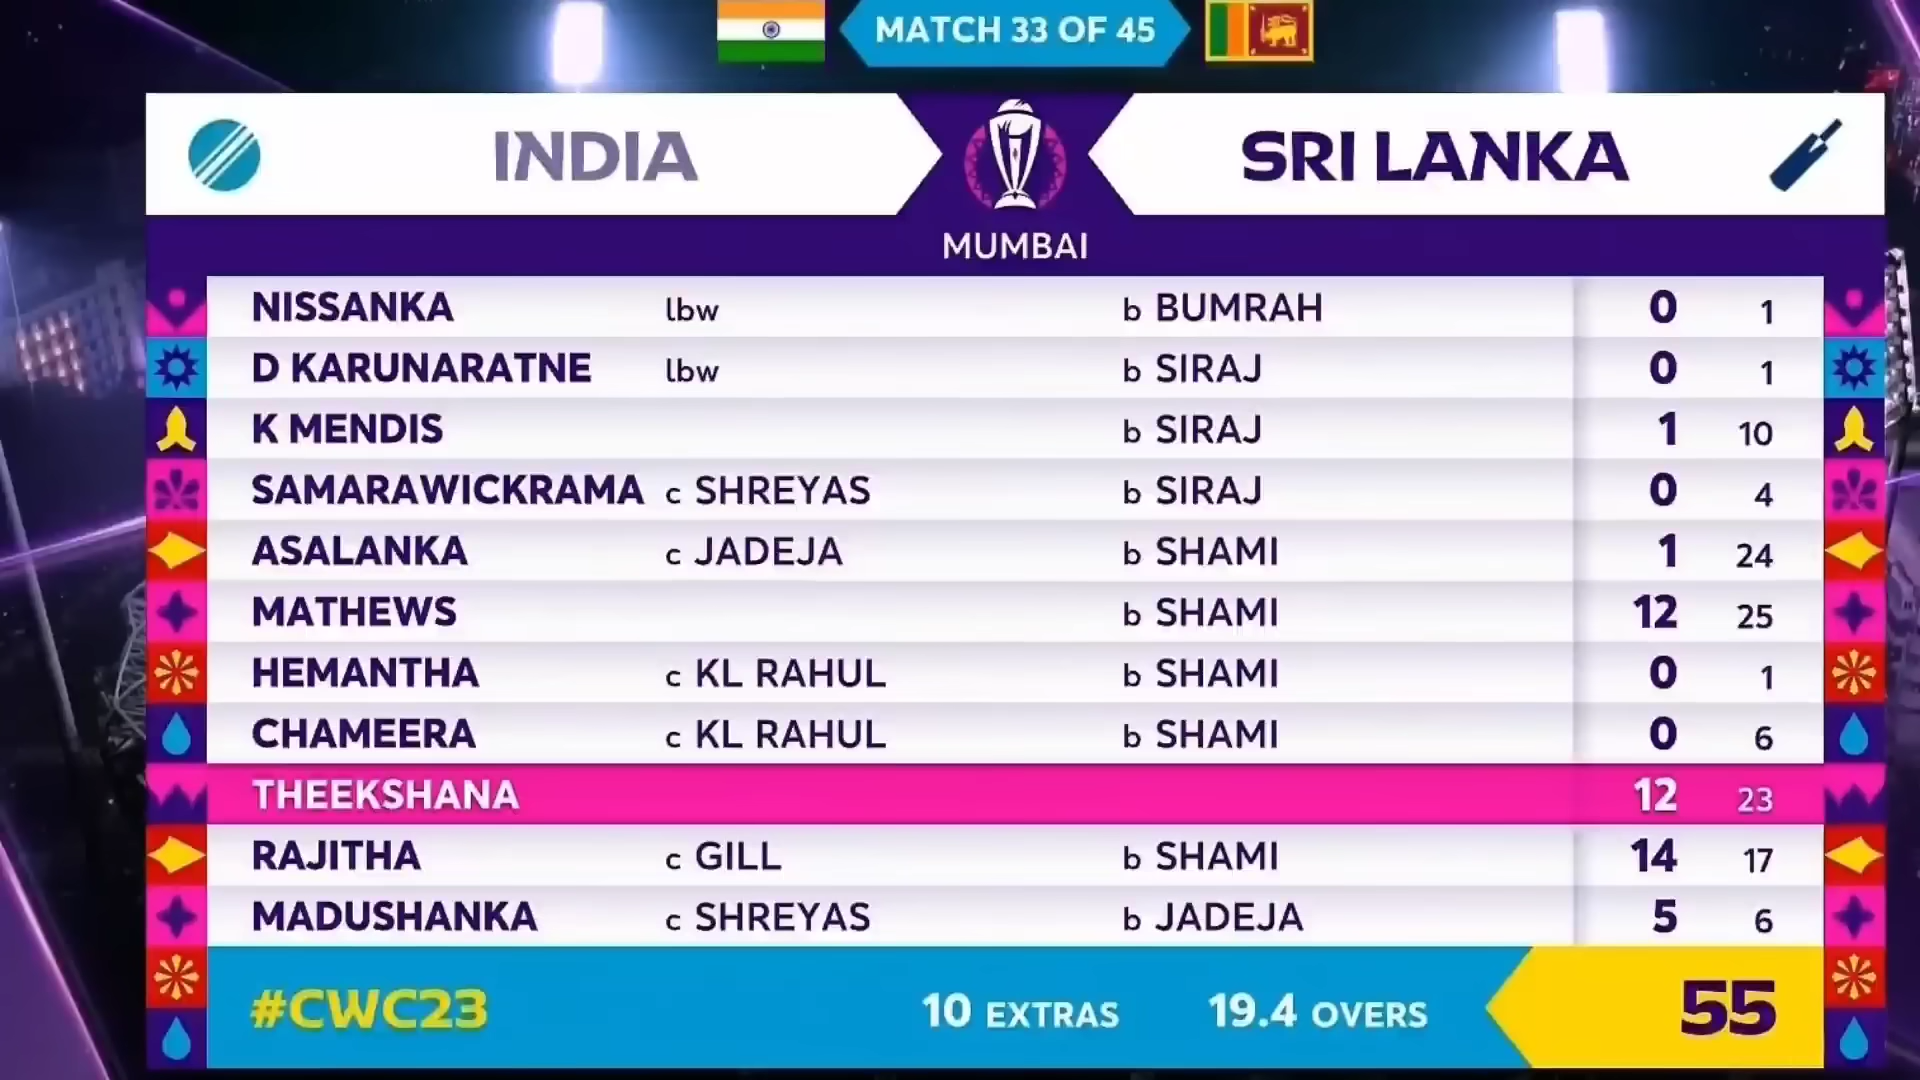 MATCH 33 OF 45
INDIA SRI LANKA
MUMBAI
NISSANKA lbw b BUMRAH 0 1
D KARUNARATNE lbw b SIRAJ 0 1
K MENDIS b SIRAJ 1 10
SAMARAWICKRAMA c SHREYAS b SIRAJ 0 4
ASALANKA c JADEJA b SHAMI 1 24
MATHEWS b SHAMI 12 25
HEMANTHA c KL RAHUL b SHAMI 0 1
CHAMEERA c KL RAHUL b SHAMI 0 6
THEEKSHANA 12 23
RAJITHA c GILL b SHAMI 14 17
MADUSHANKA c SHREYAS b JADEJA 5 6
#CWC23 10 EXTRAS 19.4 OVERS 55